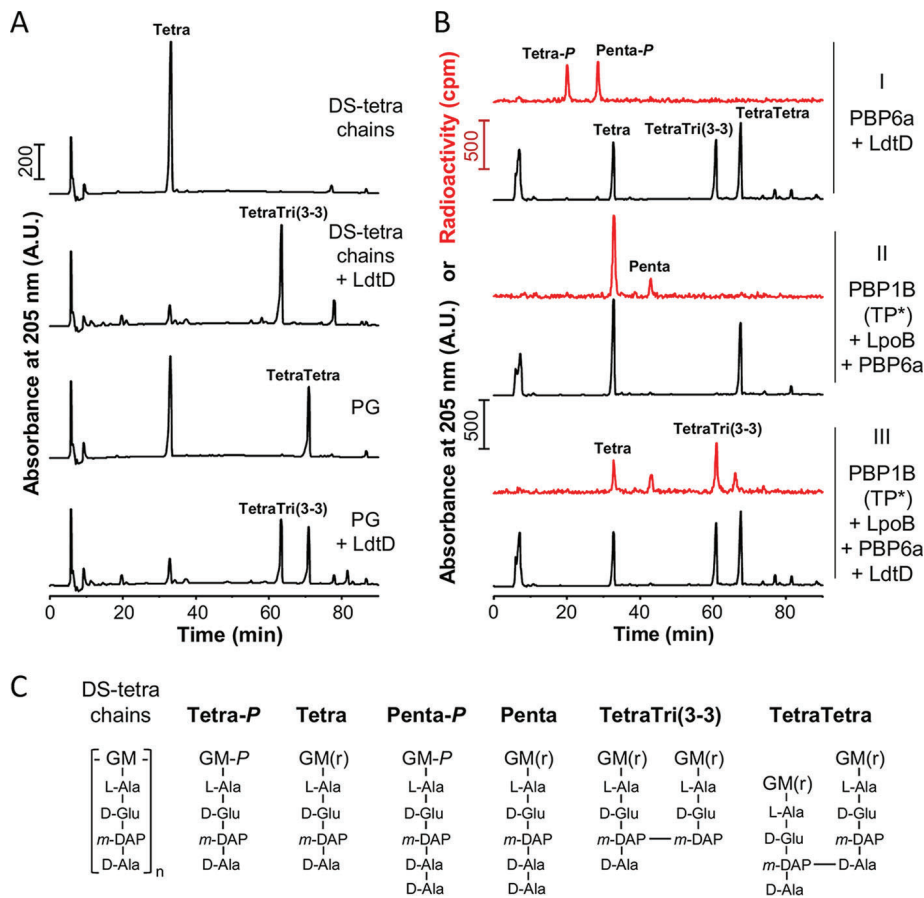 A
Absorbance at 205 nm (A.U.)
200
Tetra
DS-tetra
chains
TetraTri(3-3)
DS-tetra
chains
+ LdtD
TetraTetra
PG
TetraTri(3-3)
PG
+ LdtD
0 20 40 60 80
Time (min)
B
Absorbance at 205 nm (A.U.) or Radioactivity (cpm)
Tetra-P
Penta-P
500
Tetra
TetraTri(3-3)
TetraTetra
I
PBP6a
+ LdtD
Penta
II
PBP1B
(TP*)
+ LpoB
+ PBP6a
500
Tetra
TetraTri(3-3)
III
PBP1B
(TP*)
+ LpoB
+ PBP6a
+ LdtD
0 20 40 60 80
Time (min)
C
DS-tetra
chains
- GM -
L-Ala
D-Glu
m-DAP
D-Ala
n
Tetra-P
GM-P
L-Ala
D-Glu
m-DAP
D-Ala
Tetra
GM(r)
L-Ala
D-Glu
m-DAP
D-Ala
Penta-P
GM-P
L-Ala
D-Glu
m-DAP
D-Ala
D-Ala
Penta
GM(r)
L-Ala
D-Glu
m-DAP
D-Ala
D-Ala
TetraTri(3-3)
GM(r) GM(r)
L-Ala L-Ala
D-Glu D-Glu
m-DAP m-DAP
D-Ala
TetraTetra
GM(r)
GM(r) L-Ala
L-Ala D-Glu
D-Glu m-DAP
m-DAP D-Ala
D-Ala